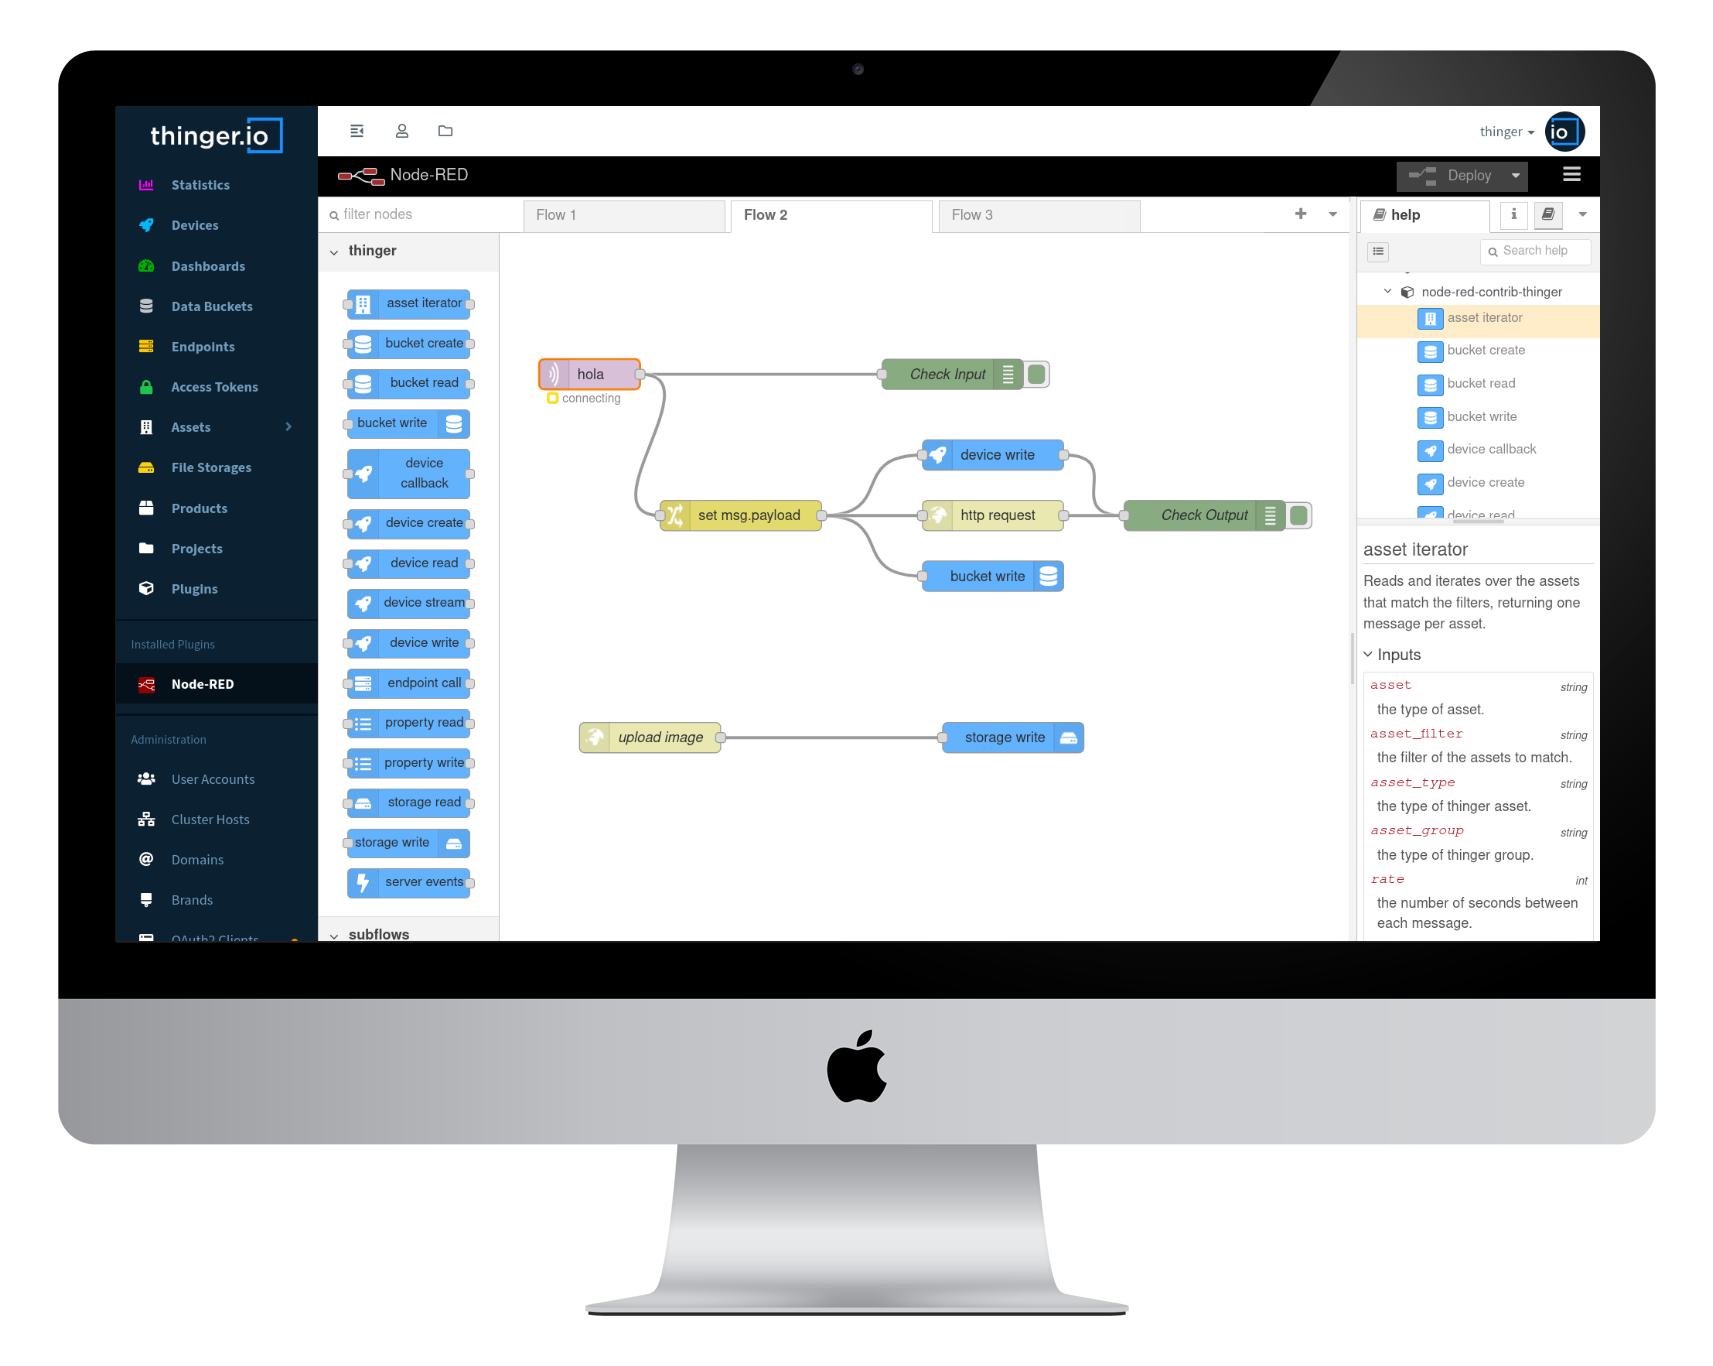 thinger.io
Statistics
Devices
Dashboards
Data Buckets
Endpoints
Access Tokens
Assets
File Storages
Products
Projects
Plugins
Installed Plugins
Node-RED
Administration
User Accounts
Cluster Hosts
Domains
Brands
OAuth2 Clients
thinger
io
Node-RED
Deploy
filter nodes
Flow 1
Flow 2
Flow 3
thinger
asset iterator
bucket create
bucket read
bucket write
device
callback
device create
device read
device stream
device write
endpoint call
property read
property write
storage read
storage write
server events
subflows
hola
connecting
Check Input
device write
set msg.payload
http request
Check Output
bucket write
upload image
storage write
help
i
Search help
node-red-contrib-thinger
asset iterator
bucket create
bucket read
bucket write
device callback
device create
device read
asset iterator
Reads and iterates over the assets
that match the filters, returning one
message per asset.
Inputs
asset string
the type of asset.
asset_filter string
the filter of the assets to match.
asset_type string
the type of thinger asset.
asset_group string
the type of thinger group.
rate int
the number of seconds between
each message.